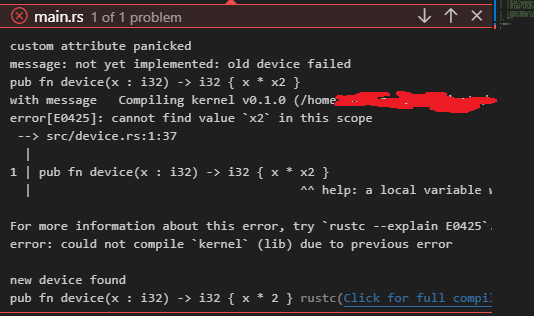 main.rs 1 of 1 problem
custom attribute panicked
message: not yet implemented: old device failed
pub fn device(x : i32) -> i32 { x * x2 }
with message   Compiling kernel v0.1.0 (/home
error[E0425]: cannot find value `x2` in this scope
 --> src/device.rs:1:37
  |
1 | pub fn device(x : i32) -> i32 { x * x2 }
  |                                     ^^ help: a local variable
For more information about this error, try `rustc --explain E0425`.
error: could not compile `kernel` (lib) due to previous error
new device found
pub fn device(x : i32) -> i32 { x * 2 } rustc(Click for full